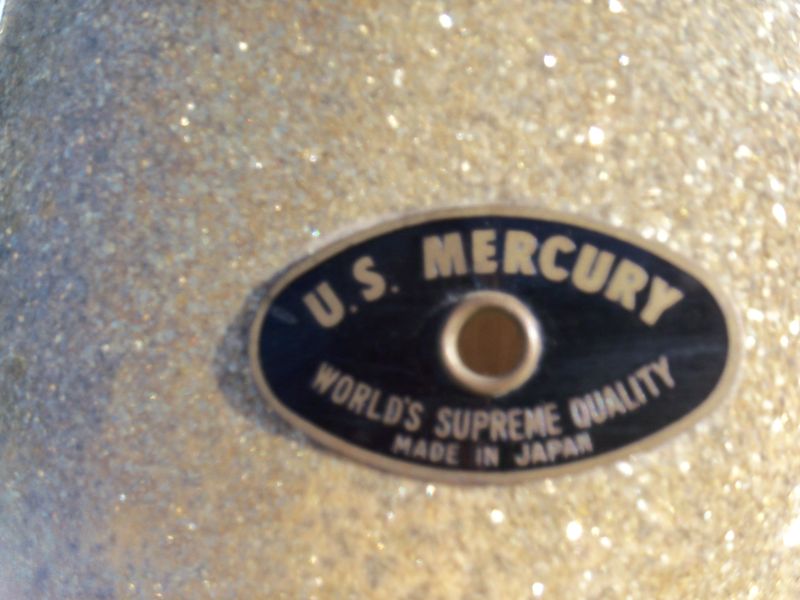 U.S. MERCURY
WORLD'S SUPREME QUALITY
MADE IN JAPAN